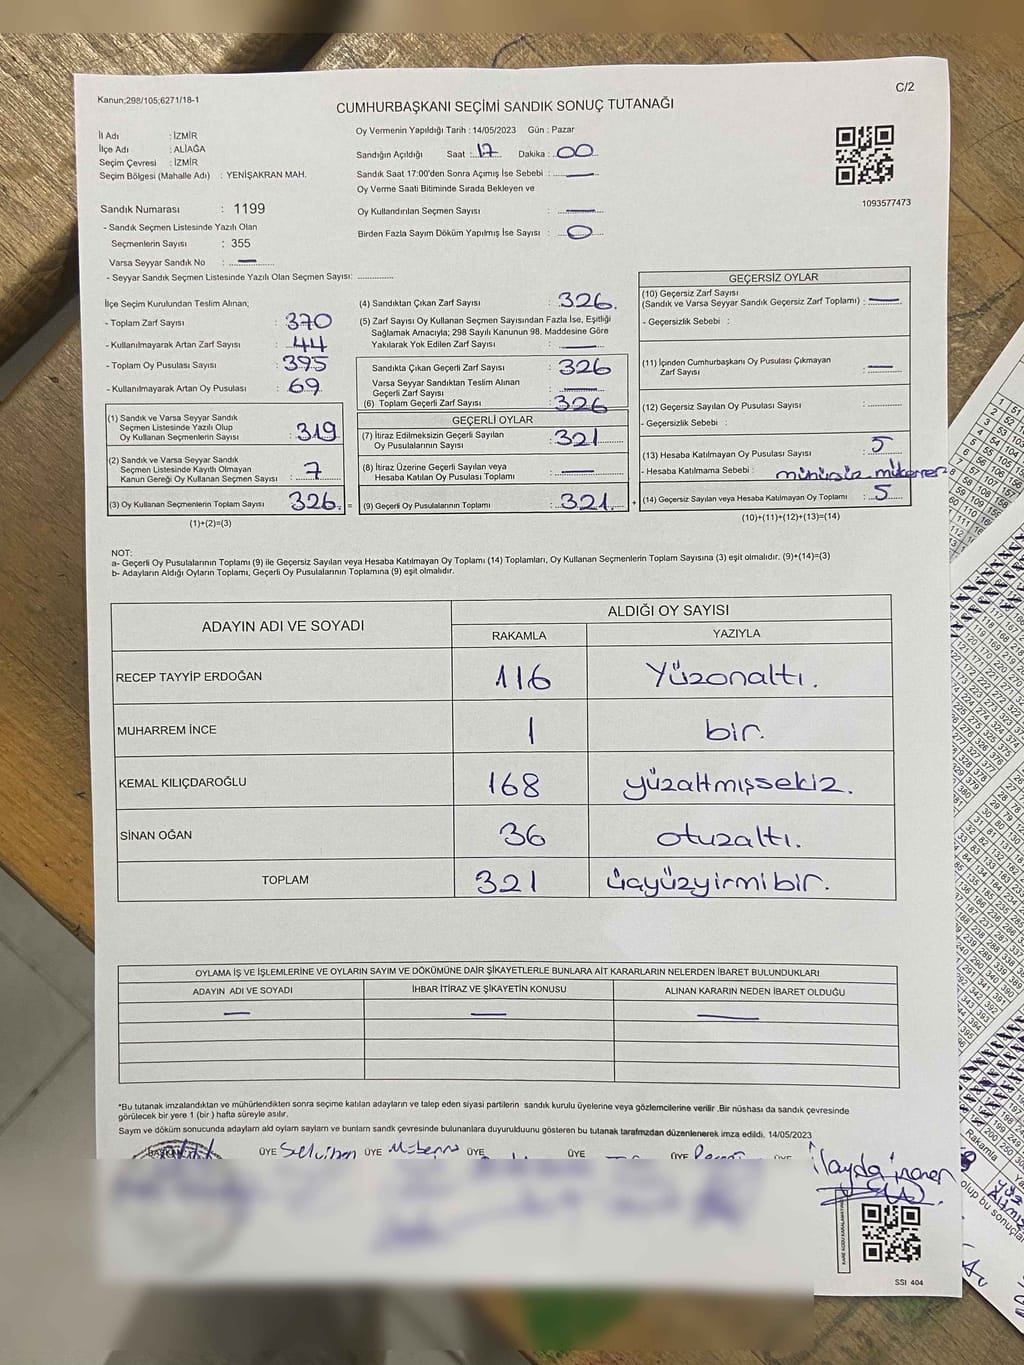 Kanun;298/105;6271/18-1
C/2
CUMHURBAŞKANI SEÇİMİ SANDIK SONUÇ TUTANAĞI
İl Adı : İZMİR
İlçe Adı : ALİAĞA
Seçim Çevresi : İZMİR
Seçim Bölgesi (Mahalle Adı) : YENİŞAKRAN MAH.
Sandık Numarası : 1199
- Sandık Seçmen Listesinde Yazılı Olan
Seçmenlerin Sayısı : 355
Varsa Seyyar Sandık No : —
- Seyyar Sandık Seçmen Listesinde Yazılı Olan Seçmen Sayısı: ............
Oy Vermenin Yapıldığı Tarih : 14/05/2023 Gün : Pazar
Sandığın Açıldığı Saat : 17 Dakika : 00
Sandık Saat 17:00'den Sonra Açımış İse Sebebi : —
Oy Verme Saati Bitiminde Sırada Bekleyen ve
Oy Kullandırılan Seçmen Sayısı : —
Birden Fazla Sayım Döküm Yapılmış İse Sayısı : 0
1093577473
İlçe Seçim Kurulundan Teslim Alınan;
- Toplam Zarf Sayısı : 370
- Kullanılmayarak Artan Zarf Sayısı : 44
- Toplam Oy Pusulası Sayısı : 395
- Kullanılmayarak Artan Oy Pusulası : 69
(1) Sandık ve Varsa Seyyar Sandık
Seçmen Listesinde Yazılı Olup
Oy Kullanan Seçmenlerin Sayısı : 319
(2) Sandık ve Varsa Seyyar Sandık
Seçmen Listesinde Kayıtlı Olmayan
Kanun Gereği Oy Kullanan Seçmen Sayısı : 7
(3) Oy Kullanan Seçmenlerin Toplam Sayısı : 326. =
(1)+(2)=(3)
(4) Sandıktan Çıkan Zarf Sayısı : 326.
(5) Zarf Sayısı Oy Kullanan Seçmen Sayısından Fazla İse, Eşitliği
Sağlamak Amacıyla; 298 Sayılı Kanunun 98. Maddesine Göre
Yakılarak Yok Edilen Zarf Sayısı : —
Sandıkta Çıkan Geçerli Zarf Sayısı : 326
Varsa Seyyar Sandıktan Teslim Alınan
Geçerli Zarf Sayısı : —
(6) Toplam Geçerli Zarf Sayısı : 326
GEÇERLİ OYLAR
(7) İtiraz Edilmeksizin Geçerli Sayılan
Oy Pusulalarının Sayısı : 321
(8) İtiraz Üzerine Geçerli Sayılan veya
Hesaba Katılan Oy Pusulası Toplamı : —
(9) Geçerli Oy Pusulalarının Toplamı : 321. +
GEÇERSİZ OYLAR
(10) Geçersiz Zarf Sayısı
(Sandık ve Varsa Seyyar Sandık Geçersiz Zarf Toplamı) : —
- Geçersizlik Sebebi :
(11) İçinden Cumhurbaşkanı Oy Pusulası Çıkmayan
Zarf Sayısı : —
(12) Geçersiz Sayılan Oy Pusulası Sayısı : ............
- Geçersizlik Sebebi :
(13) Hesaba Katılmayan Oy Pusulası Sayısı : 5
- Hesaba Katılmama Sebebi : mühürsiz mükerrer
(14) Geçersiz Sayılan veya Hesaba Katılmayan Oy Toplamı : 5
(10)+(11)+(12)+(13)=(14)
NOT:
a- Geçerli Oy Pusulalarının Toplamı (9) ile Geçersiz Sayılan veya Hesaba Katılmayan Oy Toplamı (14) Toplamları, Oy Kullanan Seçmenlerin Toplam Sayısına (3) eşit olmalıdır. (9)+(14)=(3)
b- Adayların Aldığı Oyların Toplamı, Geçerli Oy Pusulalarının Toplamına (9) eşit olmalıdır.
ADAYIN ADI VE SOYADI ALDIĞI OY SAYISI
RAKAMLA YAZIYLA
RECEP TAYYİP ERDOĞAN 116 Yüzonaltı.
MUHARREM İNCE 1 bir.
KEMAL KILIÇDAROĞLU 168 yüzaltmışsekiz.
SİNAN OĞAN 36 otuzaltı.
TOPLAM 321 üçyüzyirmibir.
OYLAMA İŞ VE İŞLEMLERİNE VE OYLARIN SAYIM VE DÖKÜMÜNE DAİR ŞİKAYETLERLE BUNLARA AİT KARARLARIN NELERDEN İBARET BULUNDUKLARI
ADAYIN ADI VE SOYADI İHBAR İTİRAZ VE ŞİKAYETİN KONUSU ALINAN KARARIN NEDEN İBARET OLDUĞU
— — —
*Bu tutanak imzalandıktan ve mühürlendikten sonra seçime katılan adayların ve talep eden siyasi partilerin sandık kurulu üyelerine veya gözlemcilerine verilir .Bir nüshası da sandık çevresinde
görülecek bir yere 1 (bir ) hafta süreyle asılır.
Sayım ve döküm sonucunda adayların ald oyların sayları ve bunların sandk çevresinde bulunanlara duyurulduunu gösteren bu tutanak tarafmzdan düzenlenerek imza edildi. 14/05/2023
ÜYE ÜYE ÜYE ÜYE ÜYE ÜYE
SSI 404
Rakamla
olup bu sonuçlar